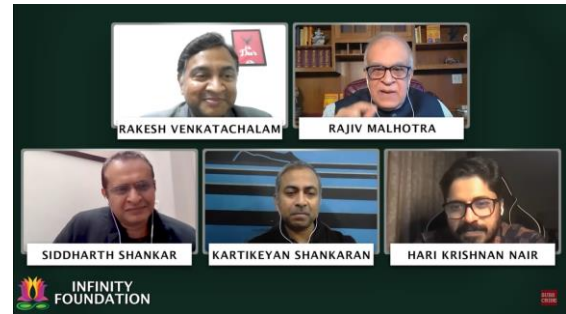 RAKESH VENKATACHALAM
RAJIV MALHOTRA
SIDDHARTH SHANKAR
KARTIKEYAN SHANKARAN
HARI KRISHNAN NAIR
INFINITY
FOUNDATION